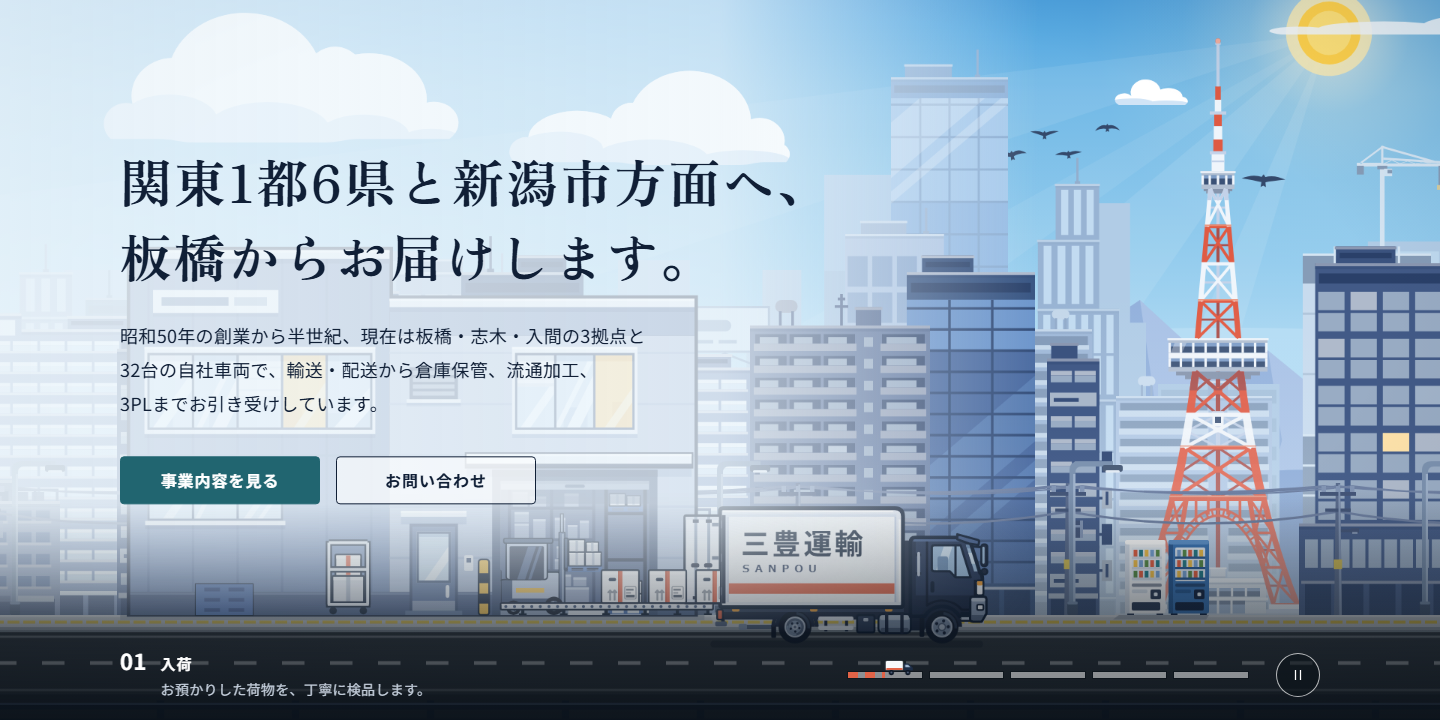 関東1都6県と新潟市方面へ、
板橋からお届けします。
昭和50年の創業から半世紀、現在は板橋・志木・入間の3拠点と
32台の自社車両で、輸送・配送から倉庫保管、流通加工、
3PLまでお引き受けしています。
事業内容を見る
お問い合わせ
三豊運輸
SANPOU
01 入荷
お預かりした荷物を、丁寧に検品します。